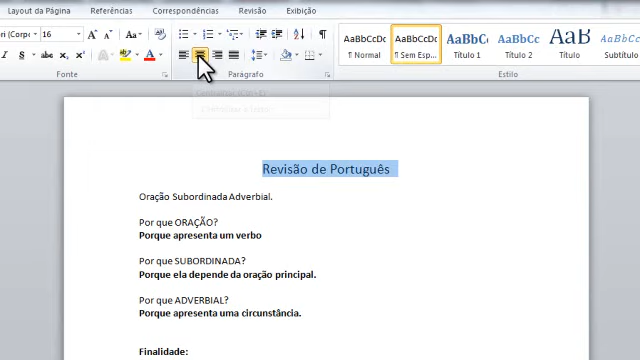 Layout da Página Referências Correspondências Revisão Exibição
16 Aa
AaBbCcDc AaBbCcDc AaBbC AaBbCc AaB AaBbCc
¶ Normal ¶ Sem Esp... Título 1 Título 2 Título Subtítulo
Fonte Parágrafo Estilo
Revisão de Português
Oração Subordinada Adverbial.
Por que ORAÇÃO?
Porque apresenta um verbo
Por que SUBORDINADA?
Porque ela depende da oração principal.
Por que ADVERBIAL?
Porque apresenta uma circunstância.
Finalidade: